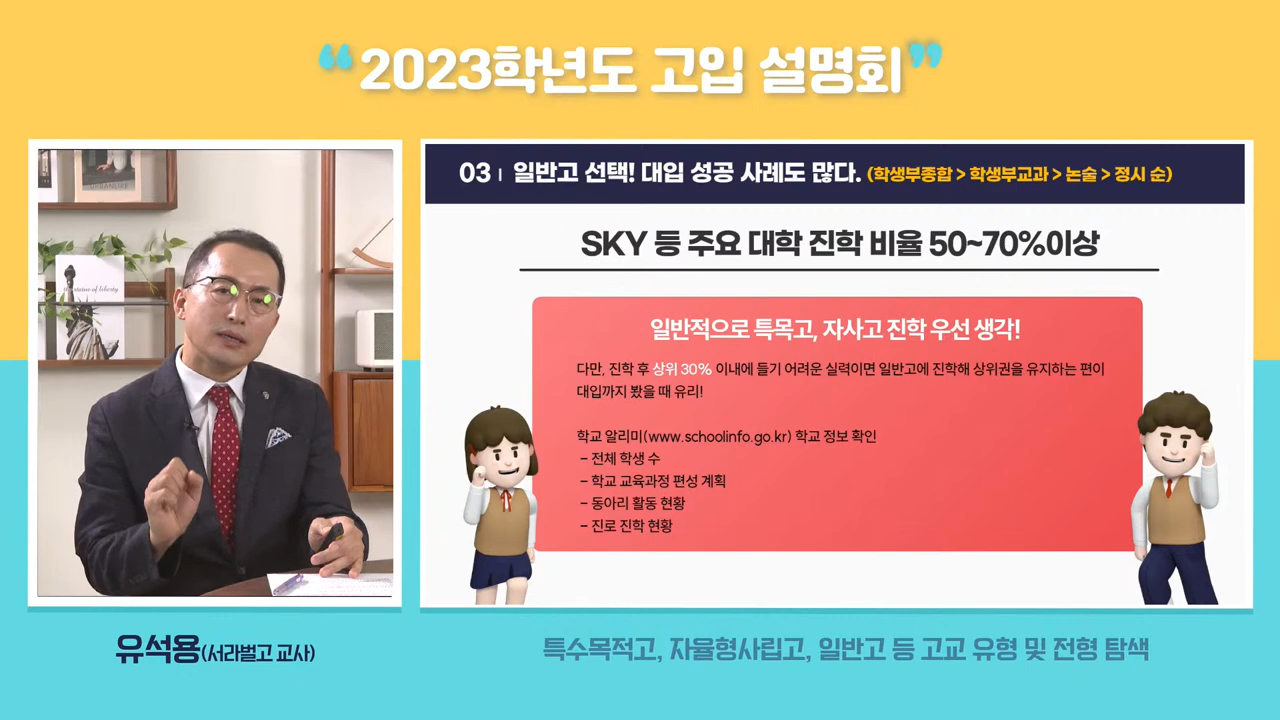 “2023학년도 고입 설명회”
URBANLIFE
the statue of liberty
03 | 일반고 선택! 대입 성공 사례도 많다. (학생부종합 > 학생부교과 > 논술 > 정시 순)
SKY 등 주요 대학 진학 비율 50~70%이상
일반적으로 특목고, 자사고 진학 우선 생각!
다만, 진학 후 상위 30% 이내에 들기 어려운 실력이면 일반고에 진학해 상위권을 유지하는 편이
대입까지 봤을 때 유리!
학교 알리미(www.schoolinfo.go.kr) 학교 정보 확인
– 전체 학생 수
– 학교 교육과정 편성 계획
– 동아리 활동 현황
– 진로 진학 현황
유석용(서라벌고 교사)
특수목적고, 자율형사립고, 일반고 등 고교 유형 및 전형 탐색